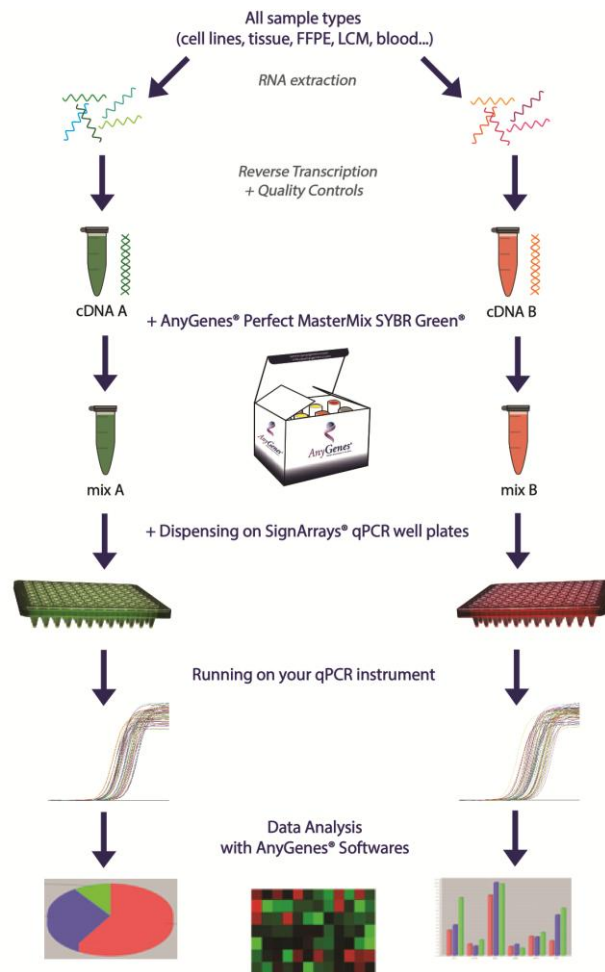 All sample types
(cell lines, tissue, FFPE, LCM, blood...)
RNA extraction
Reverse Transcription
+ Quality Controls
cDNA A
cDNA B
+ AnyGenes® Perfect MasterMix SYBR Green®
AnyGenes®
AnyGenes®
mix A
mix B
+ Dispensing on SignArrays® qPCR well plates
Running on your qPCR instrument
Data Analysis
with AnyGenes® Softwares